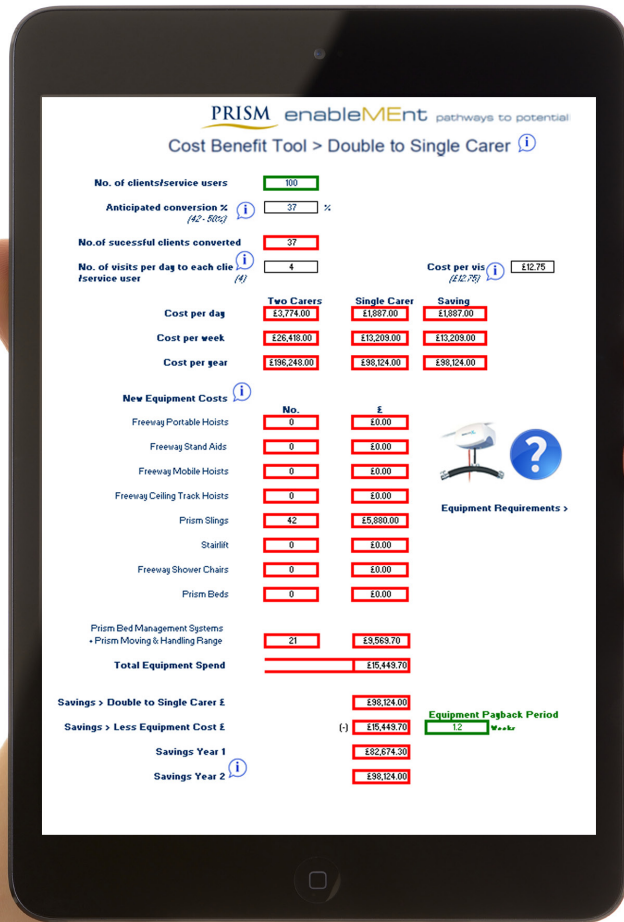 PRISM enableMEnt pathways to potential
Cost Benefit Tool > Double to Single Carer i
No. of clients/service users 100
Anticipated conversion % i 37 %
(42 - 50%)
No.of sucessful clients converted 37
No. of visits per day to each clie i 4 Cost per vis i £12.75
/service user (4) (£12.75)
Two Carers Single Carer Saving
Cost per day £3,774.00 £1,887.00 £1,887.00
Cost per week £26,418.00 £13,209.00 £13,209.00
Cost per year £196,248.00 £98,124.00 £98,124.00
New Equipment Costs i
No. £
Freeway Portable Hoists 0 £0.00
Freeway Stand Aids 0 £0.00
Freeway Mobile Hoists 0 £0.00
Freeway Ceiling Track Hoists 0 £0.00
Equipment Requirements >
Prism Slings 42 £5,880.00
Stairlift 0 £0.00
Freeway Shower Chairs 0 £0.00
Prism Beds 0 £0.00
Prism Bed Management Systems
+ Prism Moving & Handling Range 21 £9,569.70
Total Equipment Spend £15,449.70
Savings > Double to Single Carer £ £98,124.00
Equipment Payback Period
Savings > Less Equipment Cost £ (-) £15,449.70 1.2 Weeks
Savings Year 1 £82,674.30
Savings Year 2 i £98,124.00